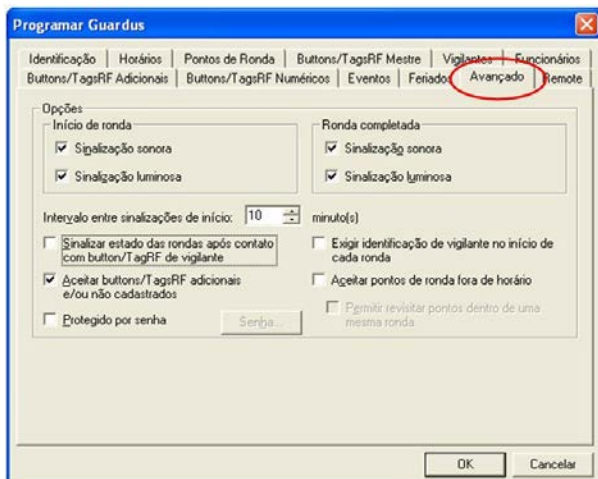 Programar Guardus
Identificação Horários Pontos de Ronda Buttons/TagsRF Mestre Vigilantes Funcionários
Buttons/TagsRF Adicionais Buttons/TagsRF Numéricos Eventos Feriados Avançado Remote
Opções
Início de ronda Ronda completada
Sinalização sonora Sinalização sonora
Sinalização luminosa Sinalização luminosa
Intervalo entre sinalizações de início: 10 minuto(s)
Sinalizar estado das rondas após contato
com button/TagRF de vigilante
Exigir identificação de vigilante no início de
cada ronda
Aceitar buttons/TagsRF adicionais
e/ou não cadastrados
Aceitar pontos de ronda fora de horário
Permitir revisitar pontos dentro de uma
mesma ronda
Protegido por senha Senha...
OK Cancelar